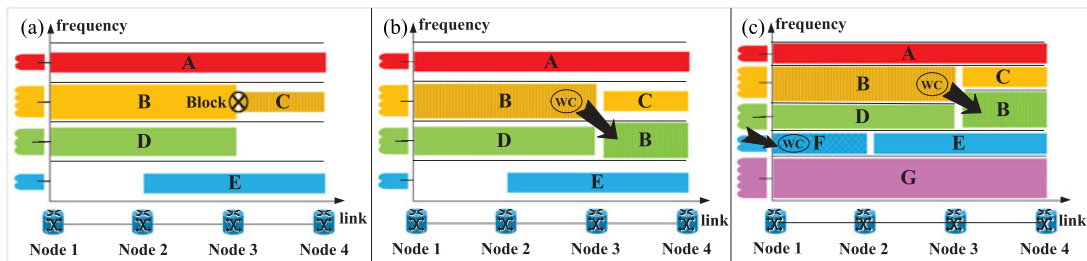 (a)
frequency
A
B
Block
C
D
E
link
Node 1
Node 2
Node 3
Node 4
(b)
frequency
A
B
WC
C
D
B
E
link
Node 1
Node 2
Node 3
Node 4
(c)
frequency
A
B
WC
C
D
B
WC
F
E
G
link
Node 1
Node 2
Node 3
Node 4